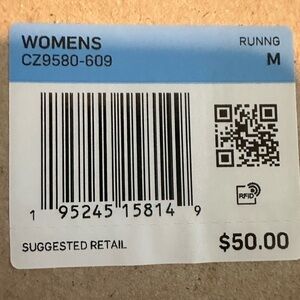 WOMENS RUNNG
CZ9580-609 M
RFID
1 95245 15814 9
SUGGESTED RETAIL $50.00